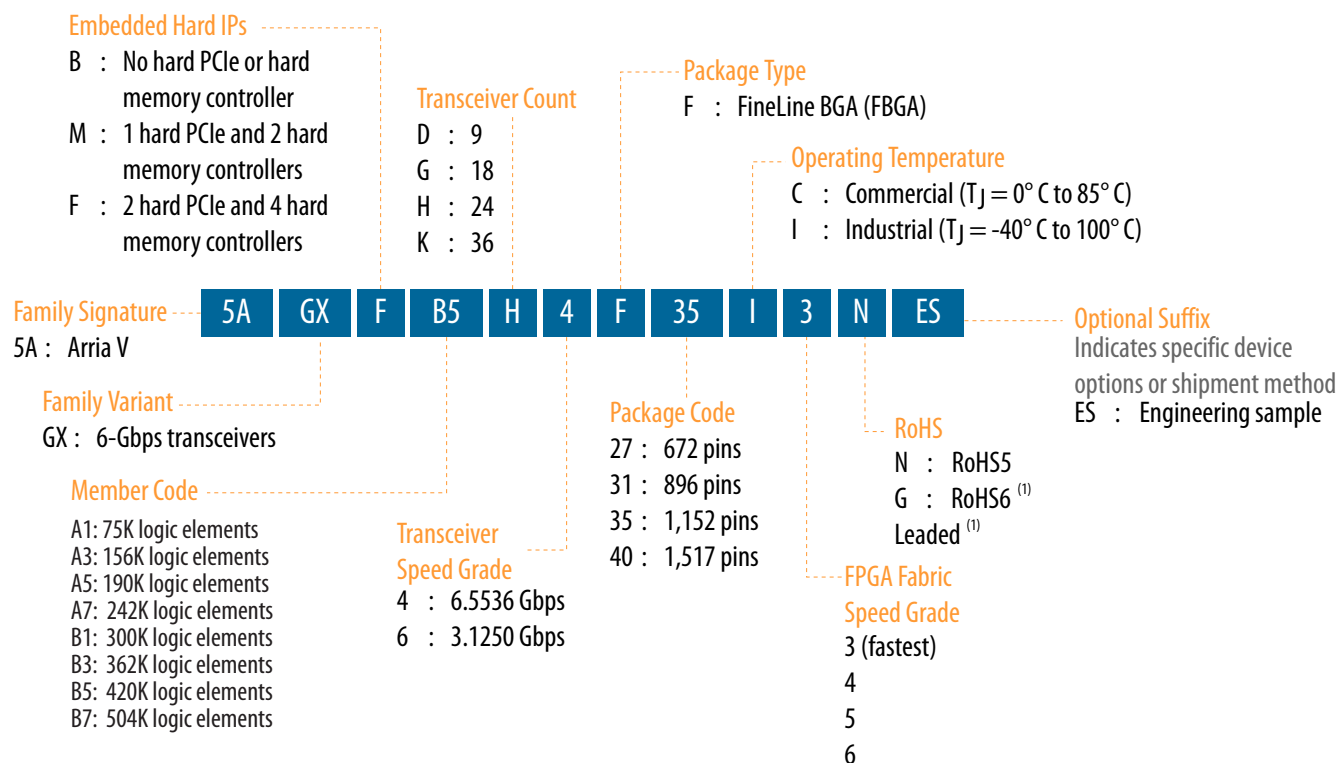 Embedded Hard IPs
B : No hard PCIe or hard
memory controller
M : 1 hard PCIe and 2 hard
memory controllers
F : 2 hard PCIe and 4 hard
memory controllers
Transceiver Count
D : 9
G : 18
H : 24
K : 36
Package Type
F : FineLine BGA (FBGA)
Operating Temperature
C : Commercial (TJ = 0° C to 85° C)
I : Industrial (TJ = -40° C to 100° C)
Family Signature
5A : Arria V
5A GX F B5 H 4 F 35 I 3 N ES
Optional Suffix
Indicates specific device
options or shipment method
ES : Engineering sample
Family Variant
GX : 6-Gbps transceivers
Member Code
A1: 75K logic elements
A3: 156K logic elements
A5: 190K logic elements
A7: 242K logic elements
B1: 300K logic elements
B3: 362K logic elements
B5: 420K logic elements
B7: 504K logic elements
Transceiver
Speed Grade
4 : 6.5536 Gbps
6 : 3.1250 Gbps
Package Code
27 : 672 pins
31 : 896 pins
35 : 1,152 pins
40 : 1,517 pins
RoHS
N : RoHS5
G : RoHS6 (1)
Leaded (1)
FPGA Fabric
Speed Grade
3 (fastest)
4
5
6